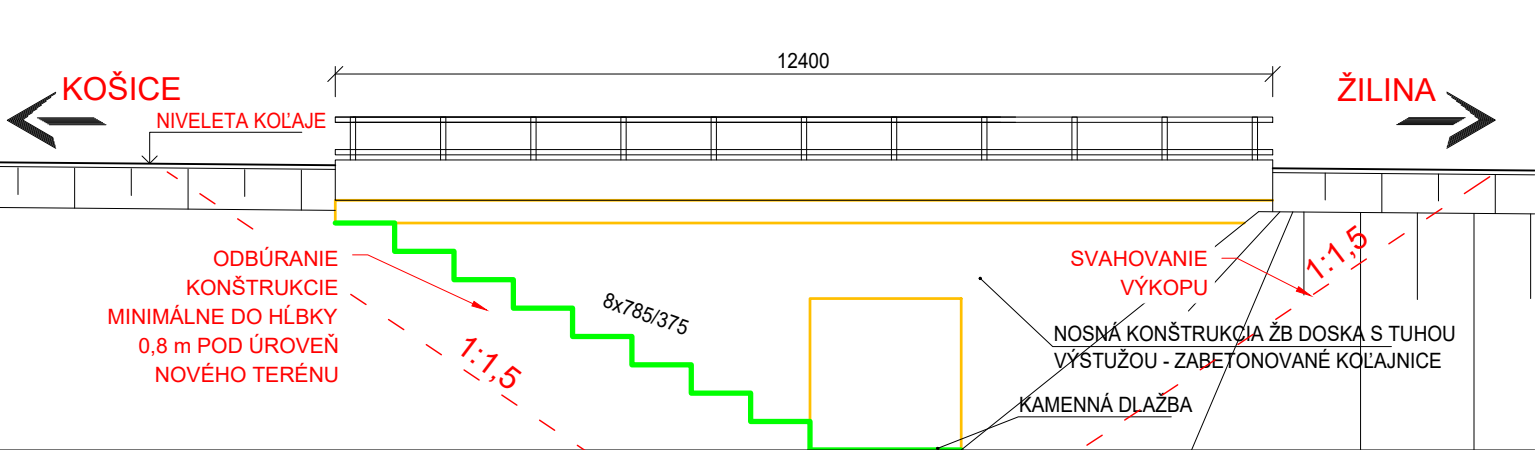 12400
KOŠICE
ŽILINA
NIVELETA KOĽAJE
ODBÚRANIE
KONŠTRUKCIE
MINIMÁLNE DO HĹBKY
0,8 m POD ÚROVEŇ
NOVÉHO TERÉNU
1:1,5
8x785/375
SVAHOVANIE
VÝKOPU
1:1,5
NOSNÁ KONŠTRUKCIA ŽB DOSKA S TUHOU
VÝSTUŽOU - ZABETONOVANÉ KOĽAJNICE
KAMENNÁ DLAŽBA